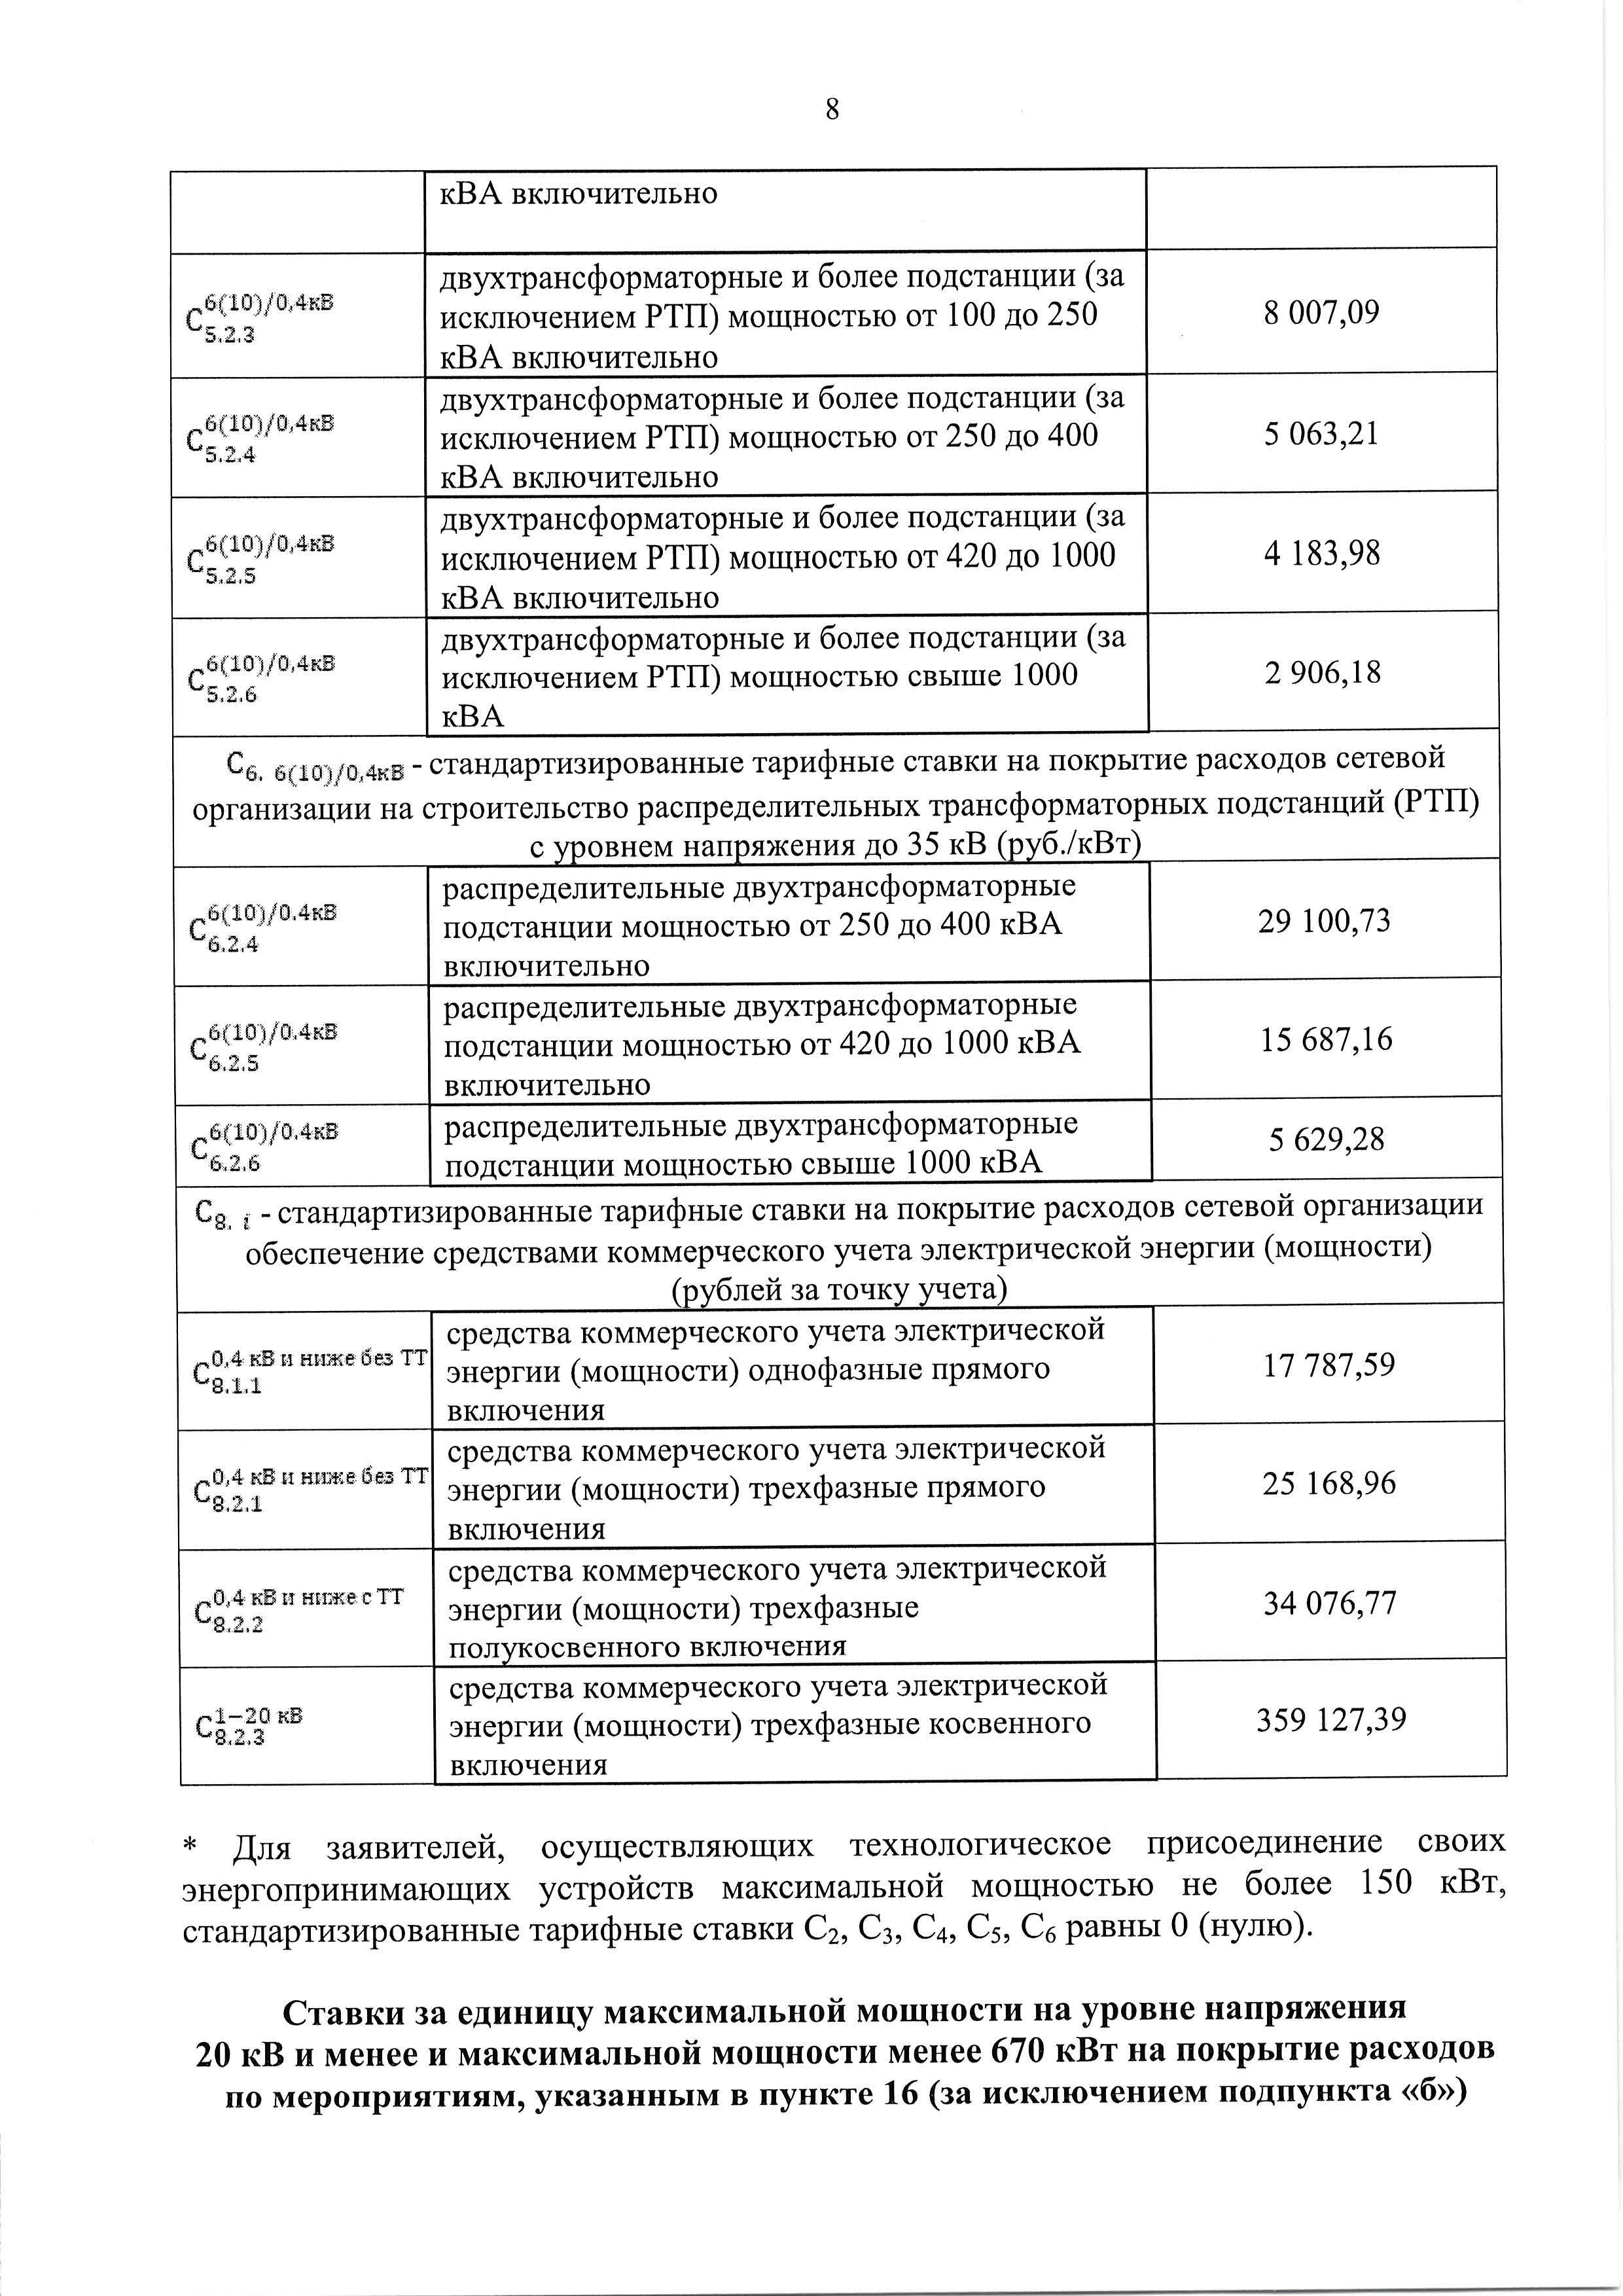 8
кВА включительно
С 6(10)/0,4кВ 5.2.3
двухтрансформаторные и более подстанции (за
исключением РТП) мощностью от 100 до 250
кВА включительно
8 007,09
С 6(10)/0,4кВ 5.2.4
двухтрансформаторные и более подстанции (за
исключением РТП) мощностью от 250 до 400
кВА включительно
5 063,21
С 6(10)/0,4кВ 5.2.5
двухтрансформаторные и более подстанции (за
исключением РТП) мощностью от 420 до 1000
кВА включительно
4 183,98
С 6(10)/0,4кВ 5.2.6
двухтрансформаторные и более подстанции (за
исключением РТП) мощностью свыше 1000
кВА
2 906,18
С6. 6(10)/0,4кВ - стандартизированные тарифные ставки на покрытие расходов сетевой
организации на строительство распределительных трансформаторных подстанций (РТП)
с уровнем напряжения до 35 кВ (руб./кВт)
С 6(10)/0.4кВ 6.2.4
распределительные двухтрансформаторные
подстанции мощностью от 250 до 400 кВА
включительно
29 100,73
С 6(10)/0.4кВ 6.2.5
распределительные двухтрансформаторные
подстанции мощностью от 420 до 1000 кВА
включительно
15 687,16
С 6(10)/0.4кВ 6.2.6
распределительные двухтрансформаторные
подстанции мощностью свыше 1000 кВА
5 629,28
С8. i - стандартизированные тарифные ставки на покрытие расходов сетевой организации
обеспечение средствами коммерческого учета электрической энергии (мощности)
(рублей за точку учета)
С 0,4 кВ и ниже без ТТ 8.1.1
средства коммерческого учета электрической
энергии (мощности) однофазные прямого
включения
17 787,59
С 0,4 кВ и ниже без ТТ 8.2.1
средства коммерческого учета электрической
энергии (мощности) трехфазные прямого
включения
25 168,96
С 0,4 кВ и ниже с ТТ 8.2.2
средства коммерческого учета электрической
энергии (мощности) трехфазные
полукосвенного включения
34 076,77
С 1–20 кВ 8.2.3
средства коммерческого учета электрической
энергии (мощности) трехфазные косвенного
включения
359 127,39
* Для заявителей, осуществляющих технологическое присоединение своих
энергопринимающих устройств максимальной мощностью не более 150 кВт,
стандартизированные тарифные ставки С2, С3, С4, С5, С6 равны 0 (нулю).
Ставки за единицу максимальной мощности на уровне напряжения
20 кВ и менее и максимальной мощности менее 670 кВт на покрытие расходов
по мероприятиям, указанным в пункте 16 (за исключением подпункта «б»)